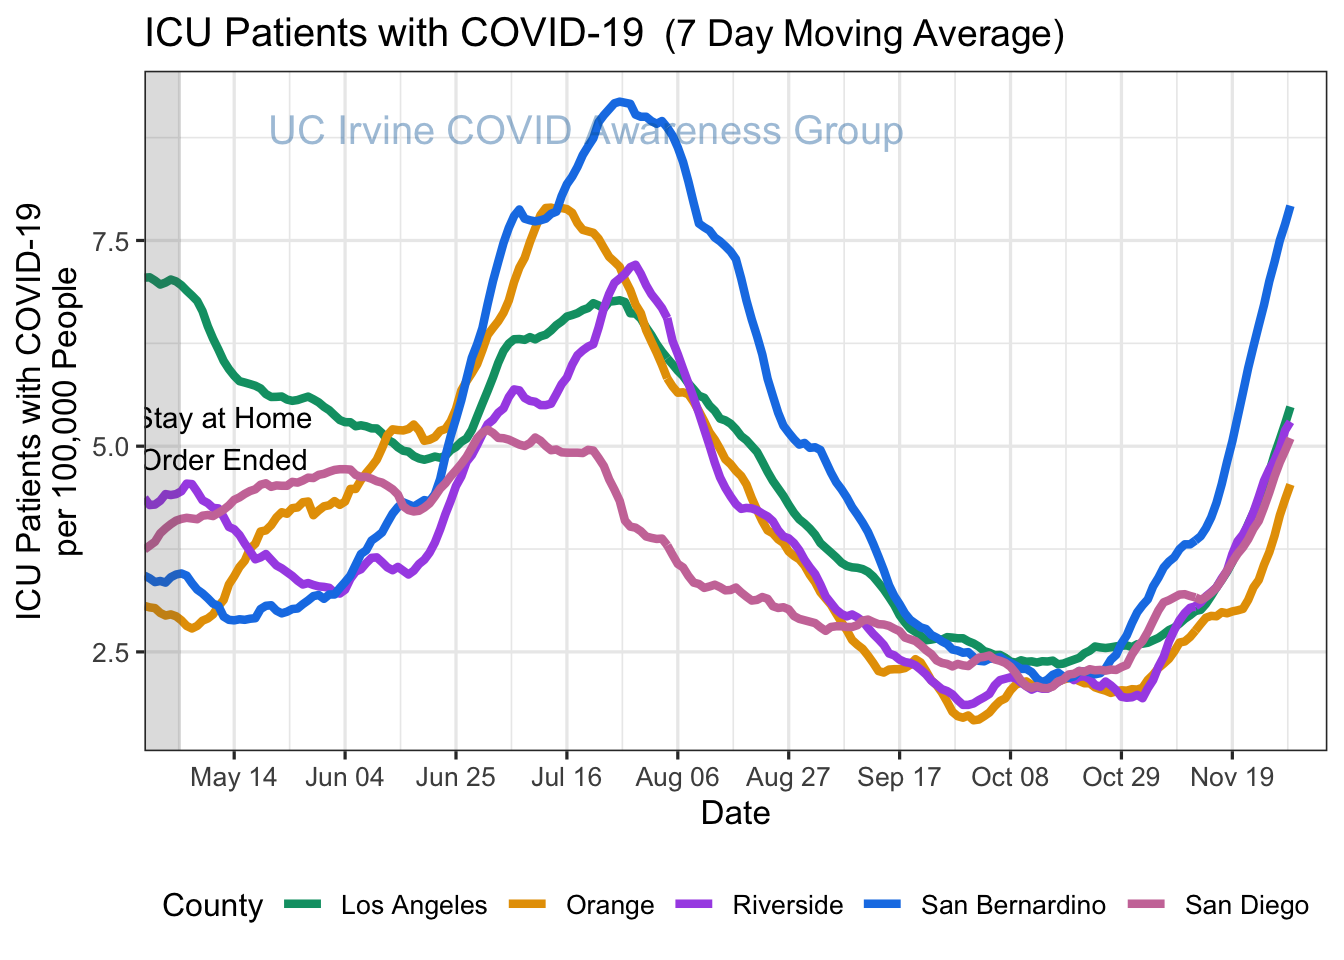 ICU Patients with COVID-19 (7 Day Moving Average)
UC Irvine COVID Awareness Group
ICU Patients with COVID-19
per 100,000 People
7.5
5.0
2.5
Stay at Home
Order Ended
May 14 Jun 04 Jun 25 Jul 16 Aug 06 Aug 27 Sep 17 Oct 08 Oct 29 Nov 19
Date
County Los Angeles Orange Riverside San Bernardino San Diego